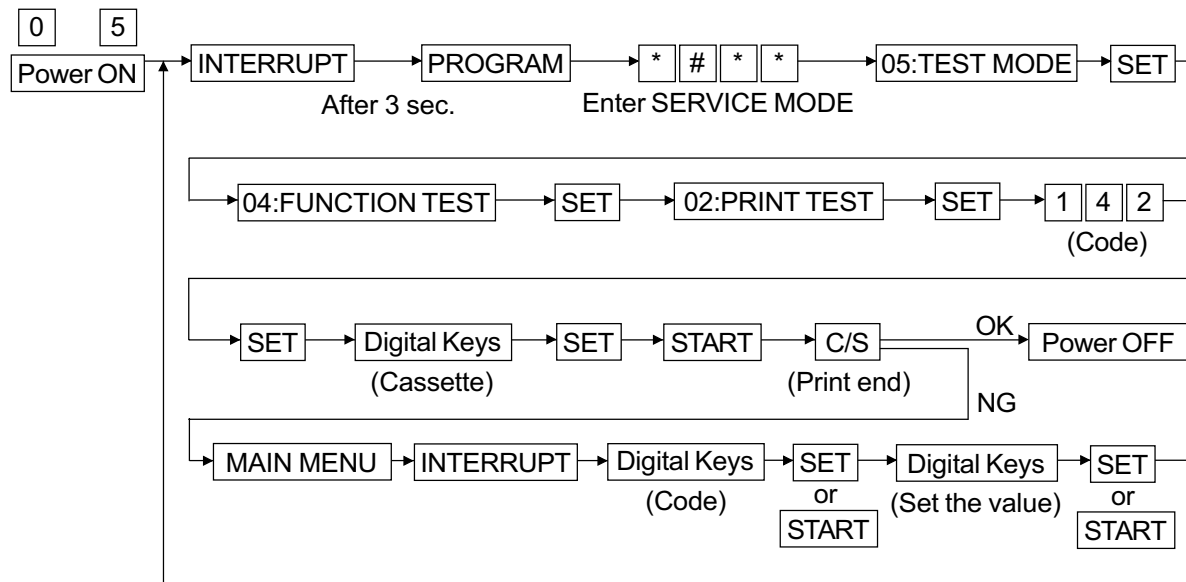 0 5
Power ON INTERRUPT PROGRAM * # * * 05:TEST MODE SET
After 3 sec. Enter SERVICE MODE
04:FUNCTION TEST SET 02:PRINT TEST SET 1 4 2
(Code)
SET Digital Keys SET START C/S OK Power OFF
(Cassette) (Print end)
NG
MAIN MENU INTERRUPT Digital Keys SET Digital Keys SET
(Code) or (Set the value) or
START START